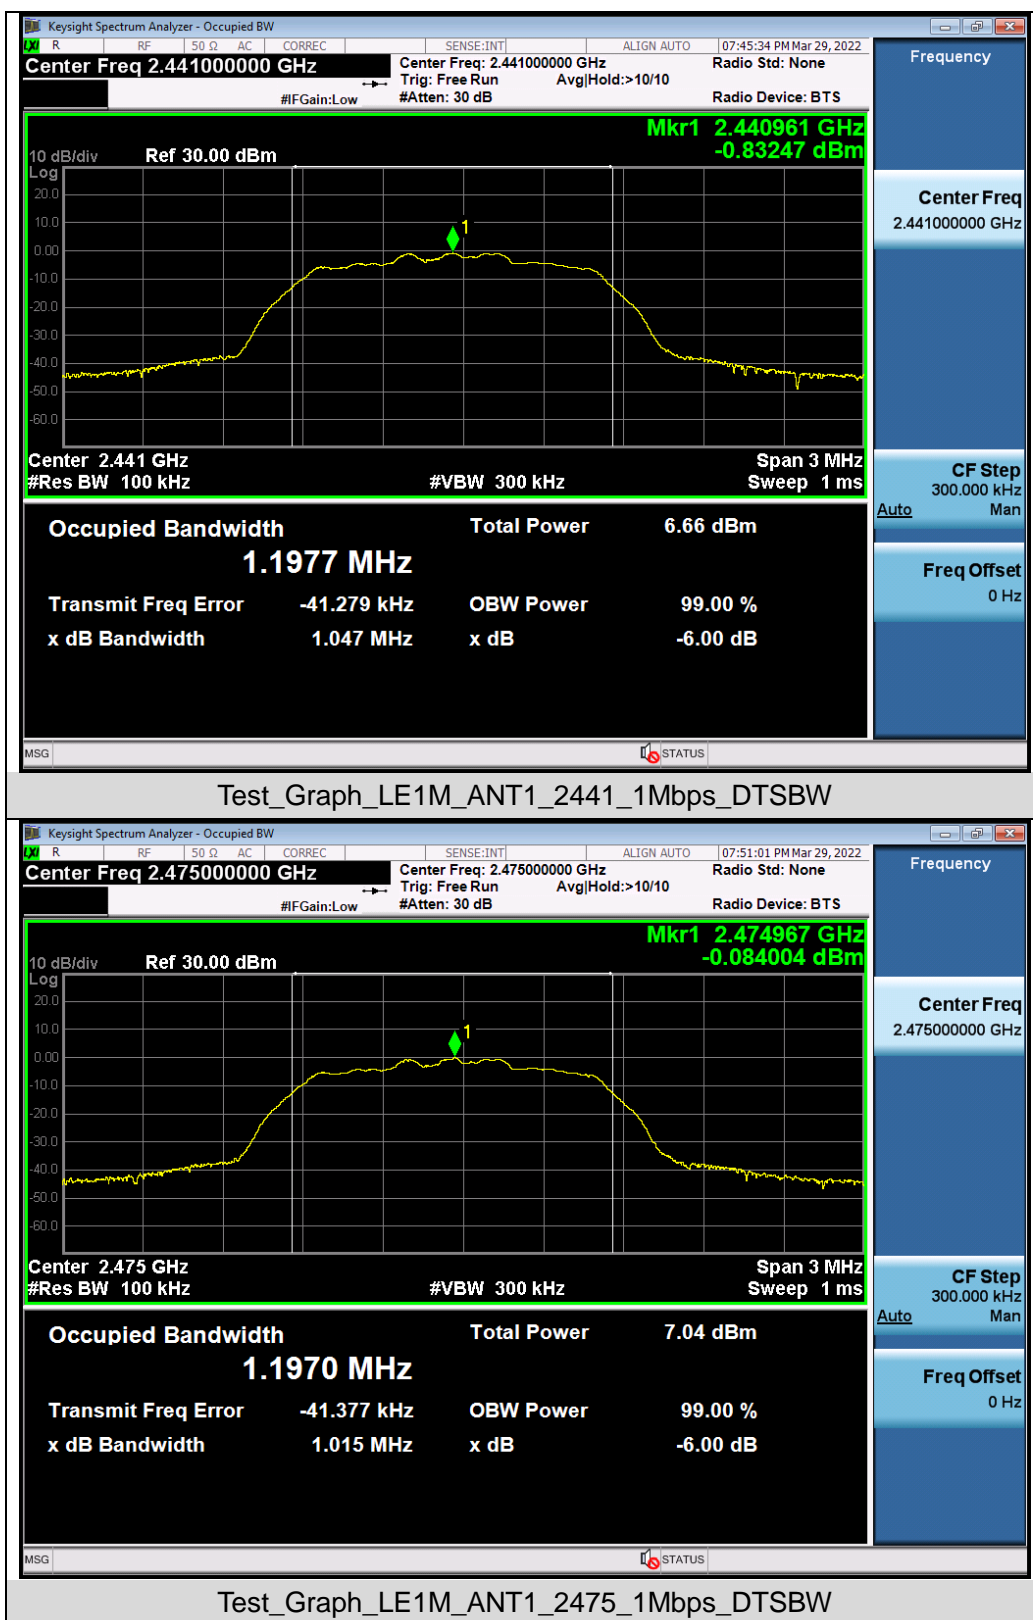 Keysight Spectrum Analyzer - Occupied BW
LXI R RF 50 Ω AC CORREC SENSE:INT ALIGN AUTO 07:45:34 PM Mar 29, 2022
Center Freq 2.441000000 GHz
Center Freq: 2.441000000 GHz Radio Std: None
Trig: Free Run Avg|Hold:>10/10
#IFGain:Low #Atten: 30 dB Radio Device: BTS
Frequency
Mkr1 2.440961 GHz
-0.83247 dBm
10 dB/div Ref 30.00 dBm
Log
20.0
10.0
0.00
-10.0
-20.0
-30.0
-40.0
-50.0
-60.0
1
Center 2.441 GHz Span 3 MHz
#Res BW 100 kHz #VBW 300 kHz Sweep 1 ms
Center Freq
2.441000000 GHz
CF Step
300.000 kHz
Auto Man
Freq Offset
0 Hz
Occupied Bandwidth Total Power 6.66 dBm
1.1977 MHz
Transmit Freq Error -41.279 kHz OBW Power 99.00 %
x dB Bandwidth 1.047 MHz x dB -6.00 dB
MSG STATUS
Test_Graph_LE1M_ANT1_2441_1Mbps_DTSBW
Keysight Spectrum Analyzer - Occupied BW
LXI R RF 50 Ω AC CORREC SENSE:INT ALIGN AUTO 07:51:01 PM Mar 29, 2022
Center Freq 2.475000000 GHz
Center Freq: 2.475000000 GHz Radio Std: None
Trig: Free Run Avg|Hold:>10/10
#IFGain:Low #Atten: 30 dB Radio Device: BTS
Frequency
Mkr1 2.474967 GHz
-0.084004 dBm
10 dB/div Ref 30.00 dBm
Log
20.0
10.0
0.00
-10.0
-20.0
-30.0
-40.0
-50.0
-60.0
1
Center 2.475 GHz Span 3 MHz
#Res BW 100 kHz #VBW 300 kHz Sweep 1 ms
Center Freq
2.475000000 GHz
CF Step
300.000 kHz
Auto Man
Freq Offset
0 Hz
Occupied Bandwidth Total Power 7.04 dBm
1.1970 MHz
Transmit Freq Error -41.377 kHz OBW Power 99.00 %
x dB Bandwidth 1.015 MHz x dB -6.00 dB
MSG STATUS
Test_Graph_LE1M_ANT1_2475_1Mbps_DTSBW